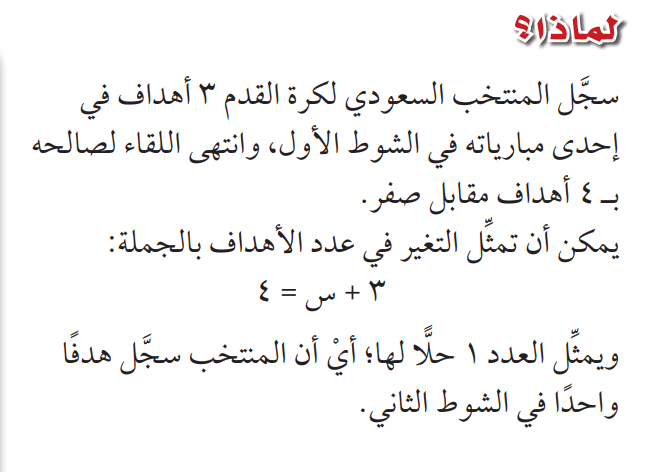 لماذا؟
سجَّل المنتخب السعودي لكرة القدم ٣ أهداف في
إحدى مبارياته في الشوط الأول، وانتهى اللقاء لصالحه
بــ ٤ أهداف مقابل صفر.
يمكن أن تمثِّل التغير في عدد الأهداف بالجملة:
٣ + س = ٤
ويمثِّل العدد ١ حلًّا لها؛ أيْ أن المنتخب سجَّل هدفًا
واحدًا في الشوط الثاني.